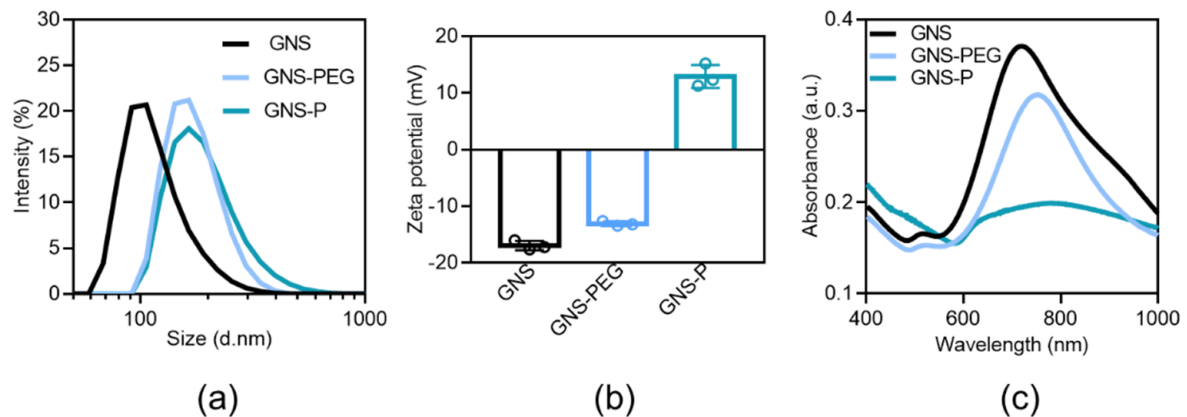 30
25
20
15
10
5
0
100
1000
Intensity (%)
Size (d.nm)
GNS
GNS-PEG
GNS-P
(a)
20
10
0
-10
-20
Zeta potential (mV)
GNS
GNS-PEG
GNS-P
(b)
0.4
0.3
0.2
0.1
400
600
800
1000
Absorbance (a.u.)
Wavelength (nm)
GNS
GNS-PEG
GNS-P
(c)